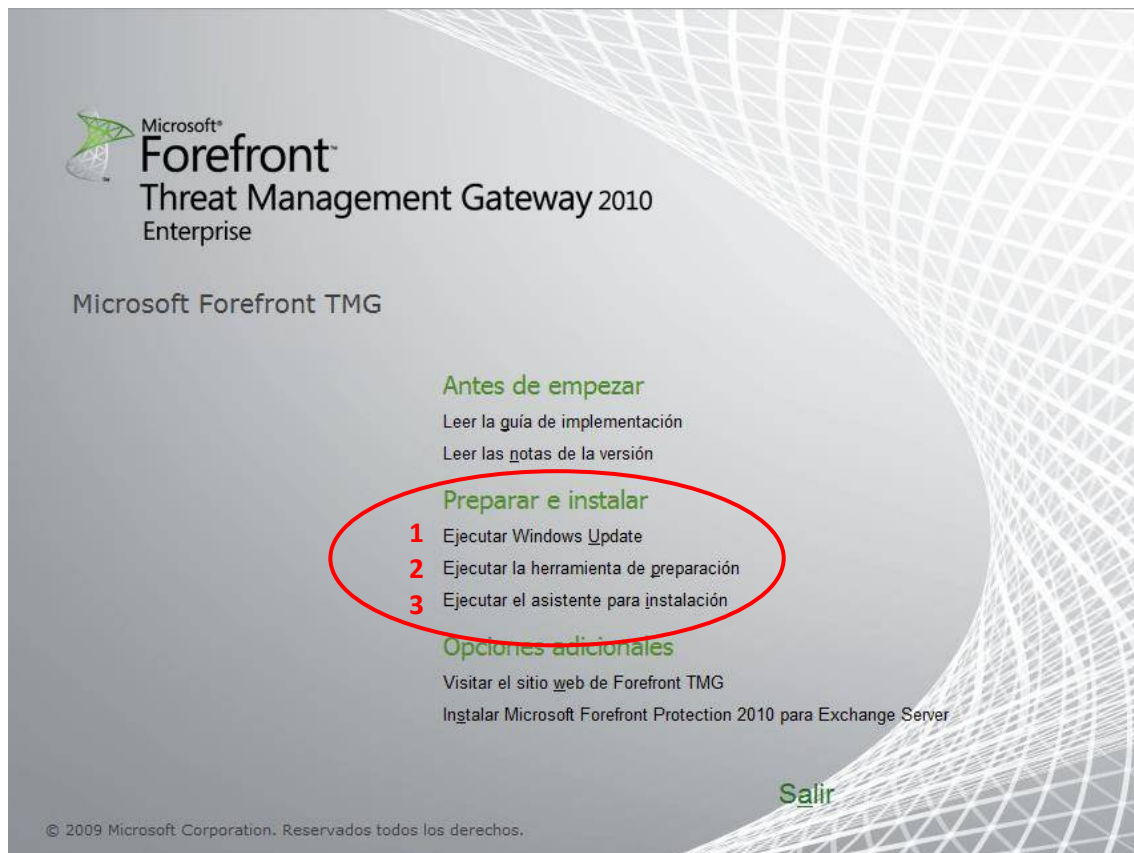 Microsoft®
Forefront™
Threat Management Gateway 2010
Enterprise
Microsoft Forefront TMG
Antes de empezar
Leer la guía de implementación
Leer las notas de la versión
Preparar e instalar
1 Ejecutar Windows Update
2 Ejecutar la herramienta de preparación
3 Ejecutar el asistente para instalación
Opciones adicionales
Visitar el sitio web de Forefront TMG
Instalar Microsoft Forefront Protection 2010 para Exchange Server
Salir
© 2009 Microsoft Corporation. Reservados todos los derechos.